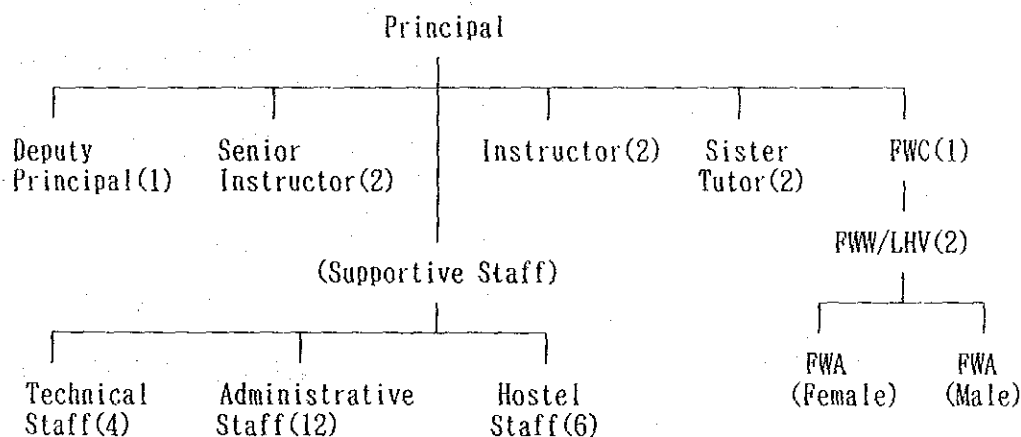 Principal
Deputy Principal(1)
Senior Instructor(2)
Instructor(2)
Sister Tutor(2)
FWC(1)
FWW/LHV(2)
(Supportive Staff)
FWA (Female)
FWA (Male)
Technical Staff(4)
Administrative Staff(12)
Hostel Staff(6)